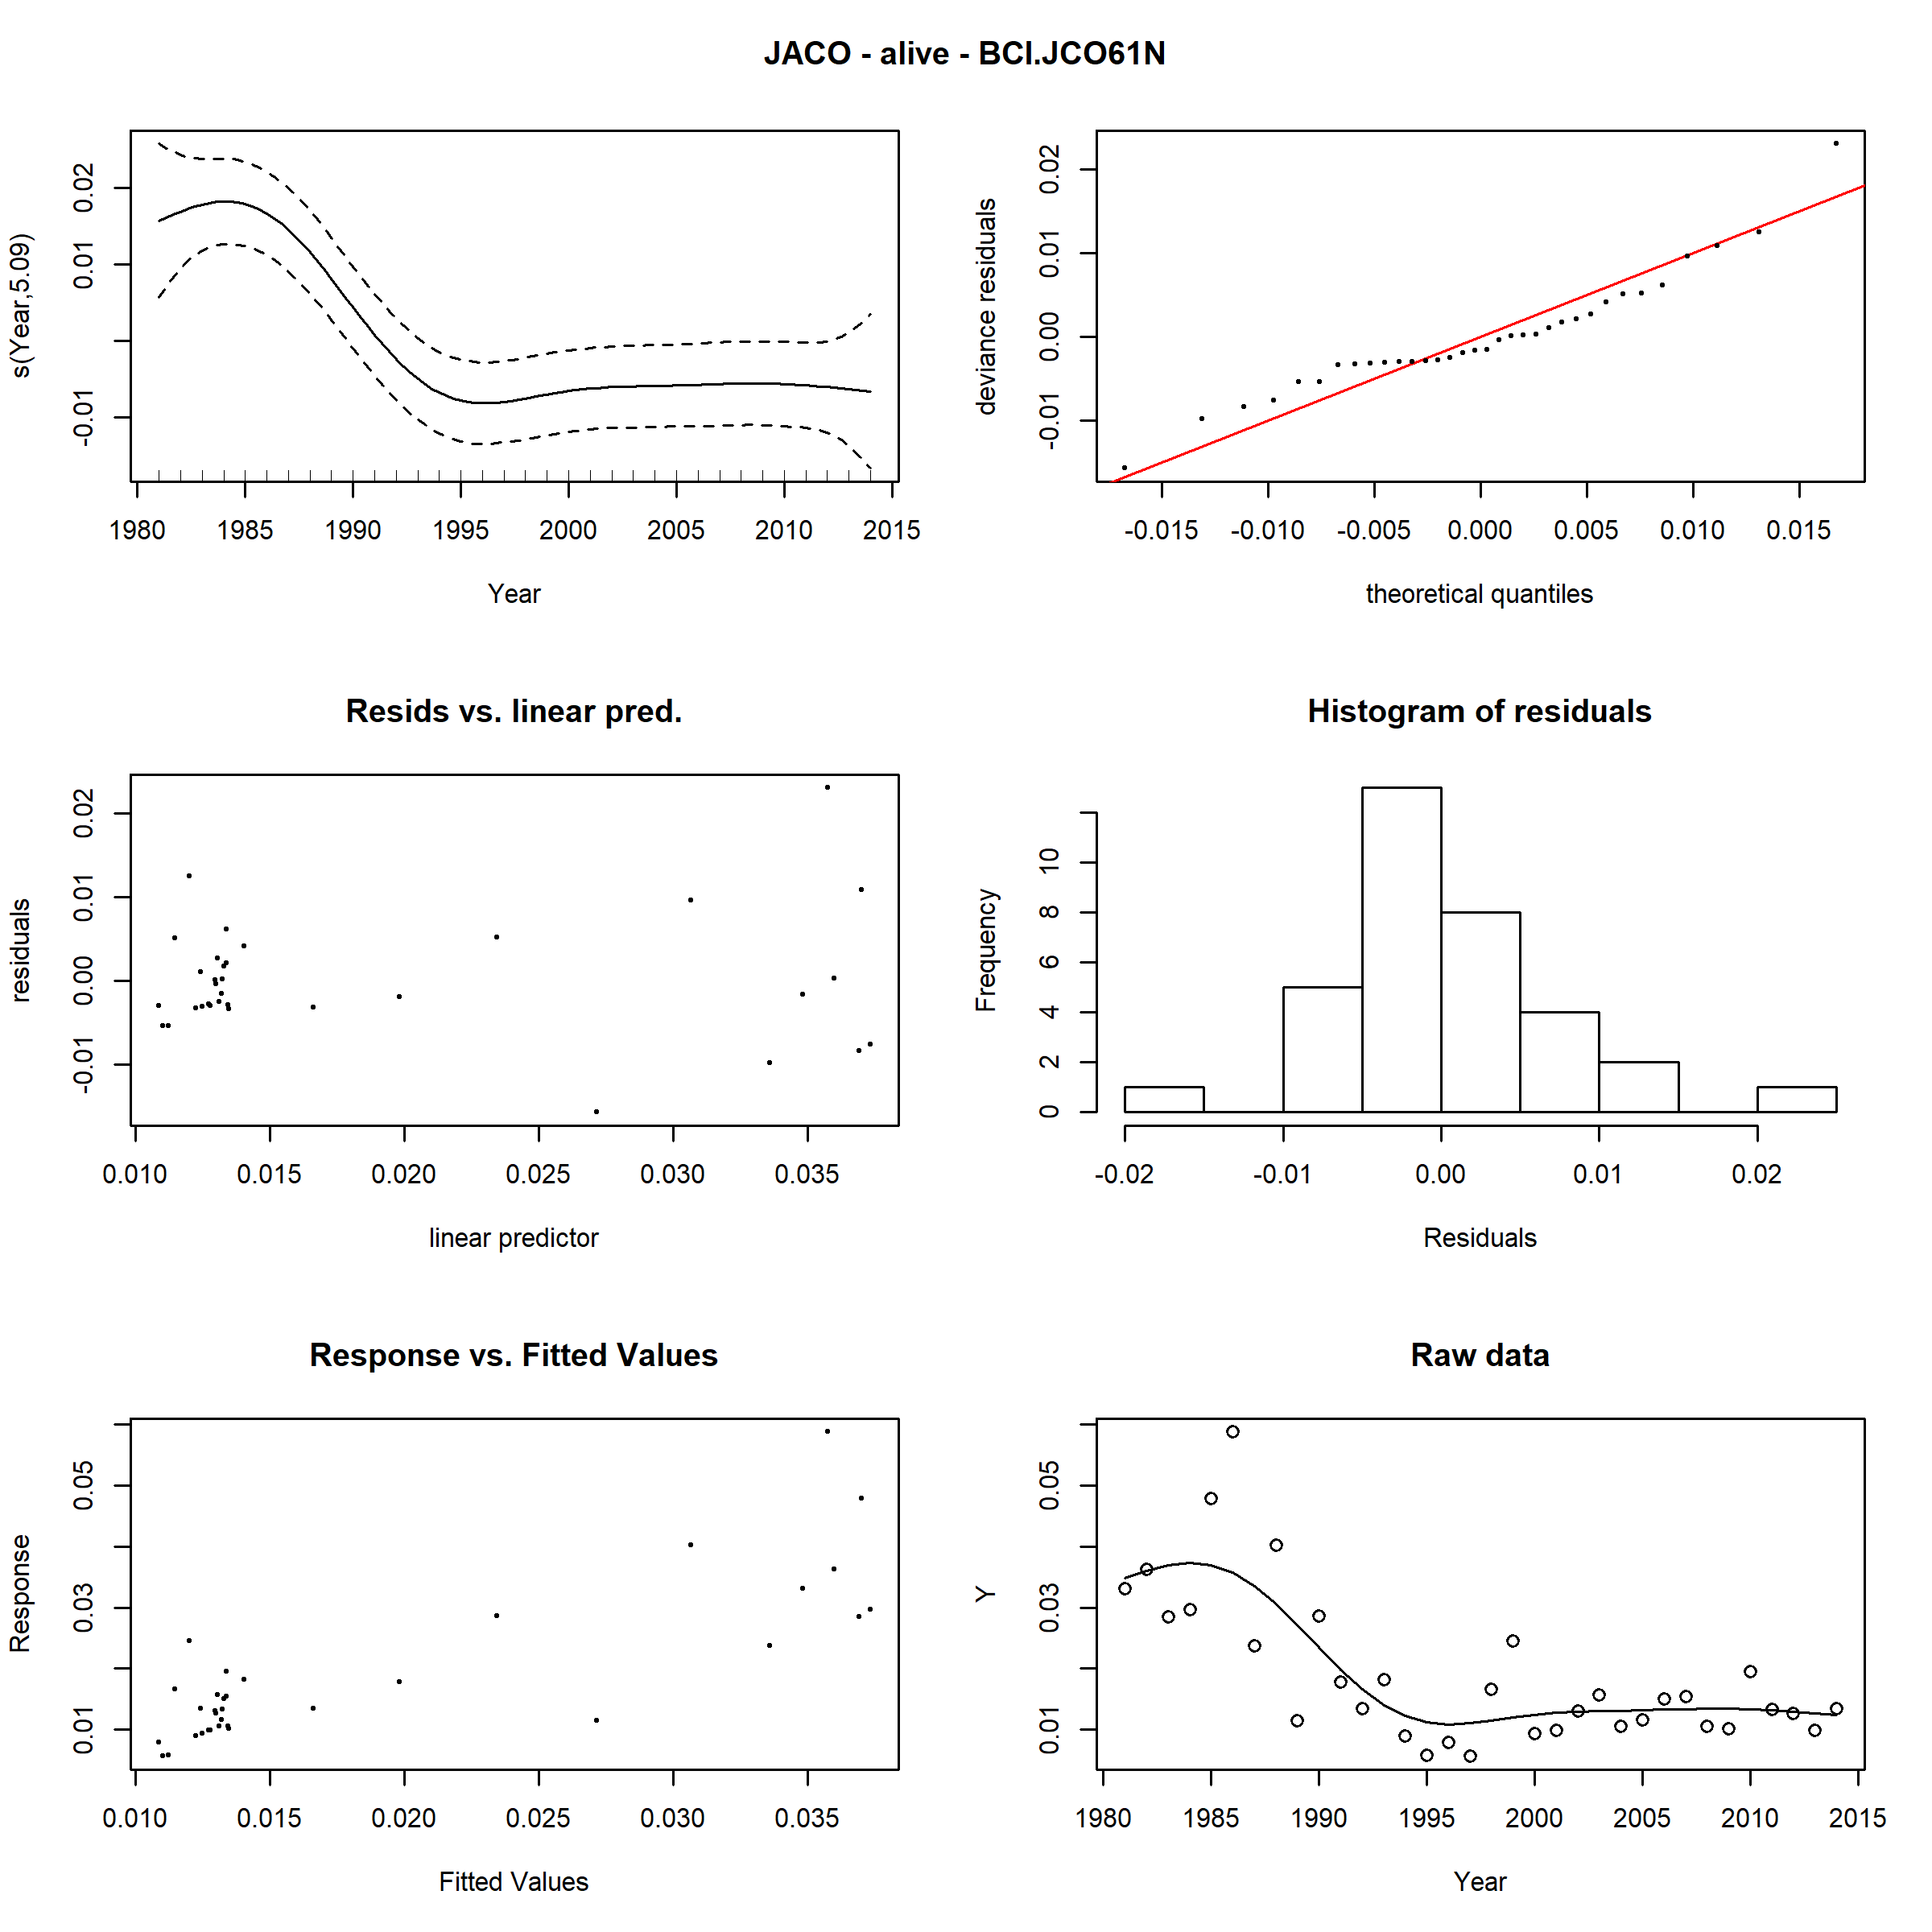 JACO - alive - BCI.JCO61N
s(Year,5.09)
0.02
0.01
-0.01
1980 1985 1990 1995 2000 2005 2010 2015
Year
deviance residuals
0.02
0.01
0.00
-0.01
-0.015 -0.010 -0.005 0.000 0.005 0.010 0.015
theoretical quantiles
Resids vs. linear pred.
residuals
0.02
0.01
0.00
-0.01
0.010 0.015 0.020 0.025 0.030 0.035
linear predictor
Histogram of residuals
Frequency
10
8
6
4
2
0
-0.02 -0.01 0.00 0.01 0.02
Residuals
Response vs. Fitted Values
Response
0.05
0.03
0.01
0.010 0.015 0.020 0.025 0.030 0.035
Fitted Values
Raw data
Y
0.05
0.03
0.01
1980 1985 1990 1995 2000 2005 2010 2015
Year